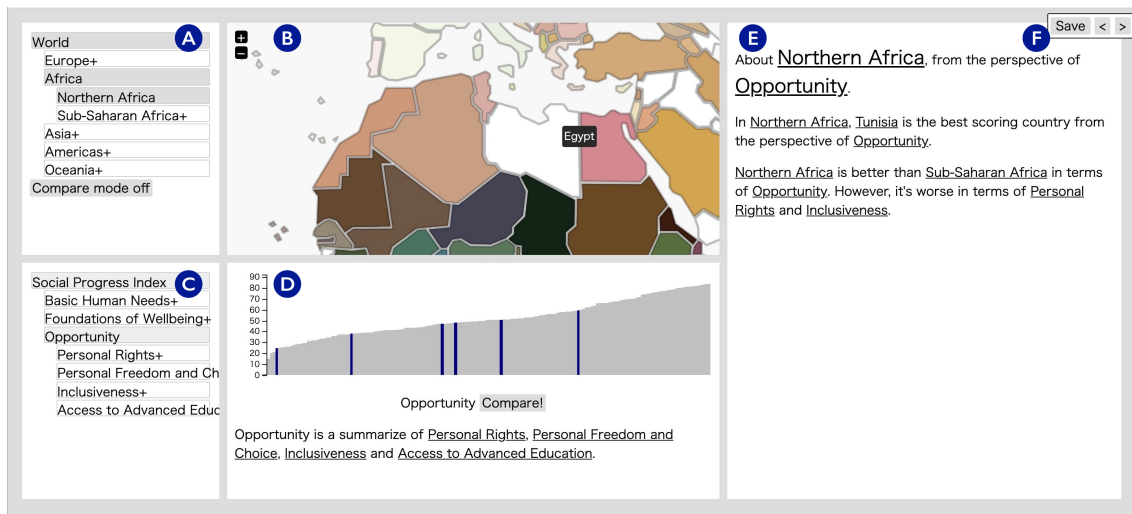 World
A
Europe+
Africa
Northern Africa
Sub-Saharan Africa+
Asia+
Americas+
Oceania+
Compare mode off
+
−
B
Egypt
Social Progress Index
C
Basic Human Needs+
Foundations of Wellbeing+
Opportunity
Personal Rights+
Personal Freedom and Ch
Inclusiveness+
Access to Advanced Educ
D
90
80
70
60
50
40
30
20
10
0
Opportunity Compare!
Opportunity is a summarize of Personal Rights, Personal Freedom and
Choice, Inclusiveness and Access to Advanced Education.
E
F
Save < >
About Northern Africa, from the perspective of
Opportunity.
In Northern Africa, Tunisia is the best scoring country from
the perspective of Opportunity.
Northern Africa is better than Sub-Saharan Africa in terms
of Opportunity. However, it's worse in terms of Personal
Rights and Inclusiveness.